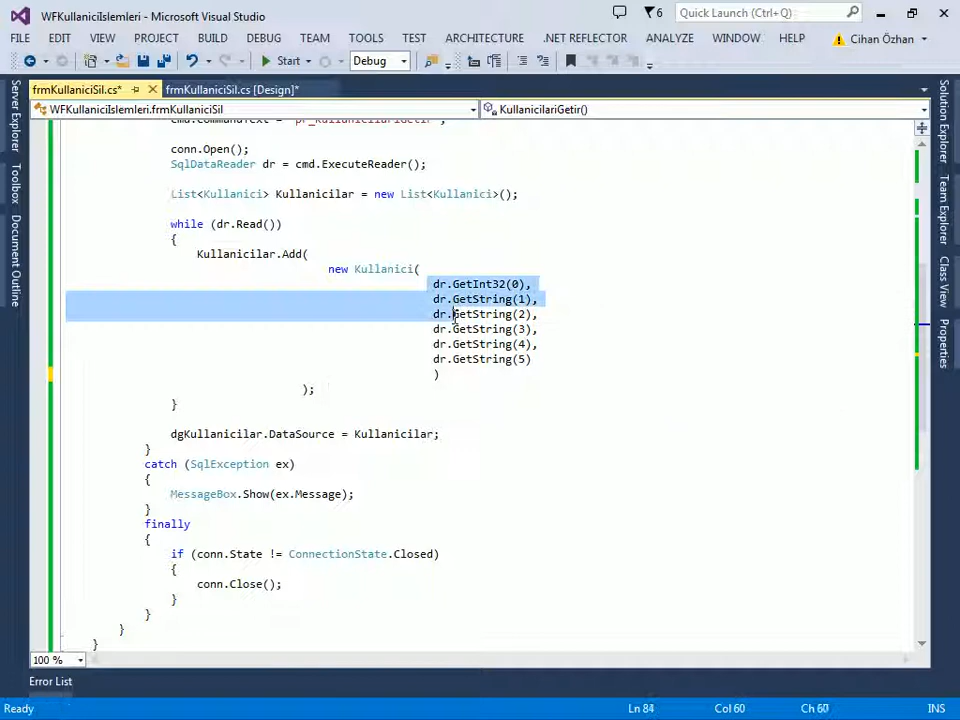 WFKullaniciIslemleri - Microsoft Visual Studio
6
Quick Launch (Ctrl+Q)
FILE EDIT VIEW PROJECT BUILD DEBUG TEAM TOOLS TEST ARCHITECTURE .NET REFLECTOR ANALYZE WINDOW HELP Cihan Özhan
Start Debug
frmKullaniciSil.cs* frmKullaniciSil.cs [Design]*
WFKullaniciIslemleri.frmKullaniciSil KullanicilariGetir()
cmd.CommandText = "pr_KullanicilariGetir";
conn.Open();
SqlDataReader dr = cmd.ExecuteReader();
List<Kullanici> Kullanicilar = new List<Kullanici>();
while (dr.Read())
{
Kullanicilar.Add(
new Kullanici(
dr.GetInt32(0),
dr.GetString(1),
dr.GetString(2),
dr.GetString(3),
dr.GetString(4),
dr.GetString(5)
)
);
}
dgKullanicilar.DataSource = Kullanicilar;
}
catch (SqlException ex)
{
MessageBox.Show(ex.Message);
}
finally
{
if (conn.State != ConnectionState.Closed)
{
conn.Close();
}
}
}
}
100 %
Error List
Ready Ln 84 Col 60 Ch 60 INS
Server Explorer
Toolbox
Document Outline
Solution Explorer
Team Explorer
Class View
Properties